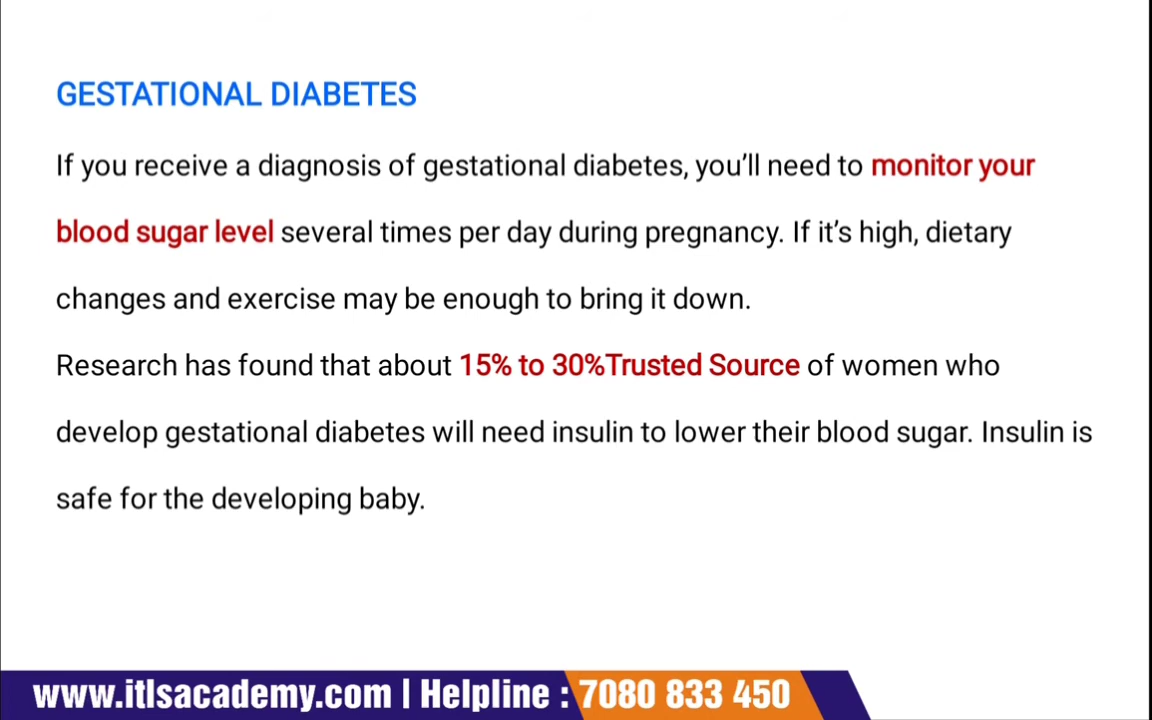 GESTATIONAL DIABETES
If you receive a diagnosis of gestational diabetes, you’ll need to monitor your
blood sugar level several times per day during pregnancy. If it’s high, dietary
changes and exercise may be enough to bring it down.
Research has found that about 15% to 30%Trusted Source of women who
develop gestational diabetes will need insulin to lower their blood sugar. Insulin is
safe for the developing baby.
www.itlsacademy.com | Helpline : 7080 833 450